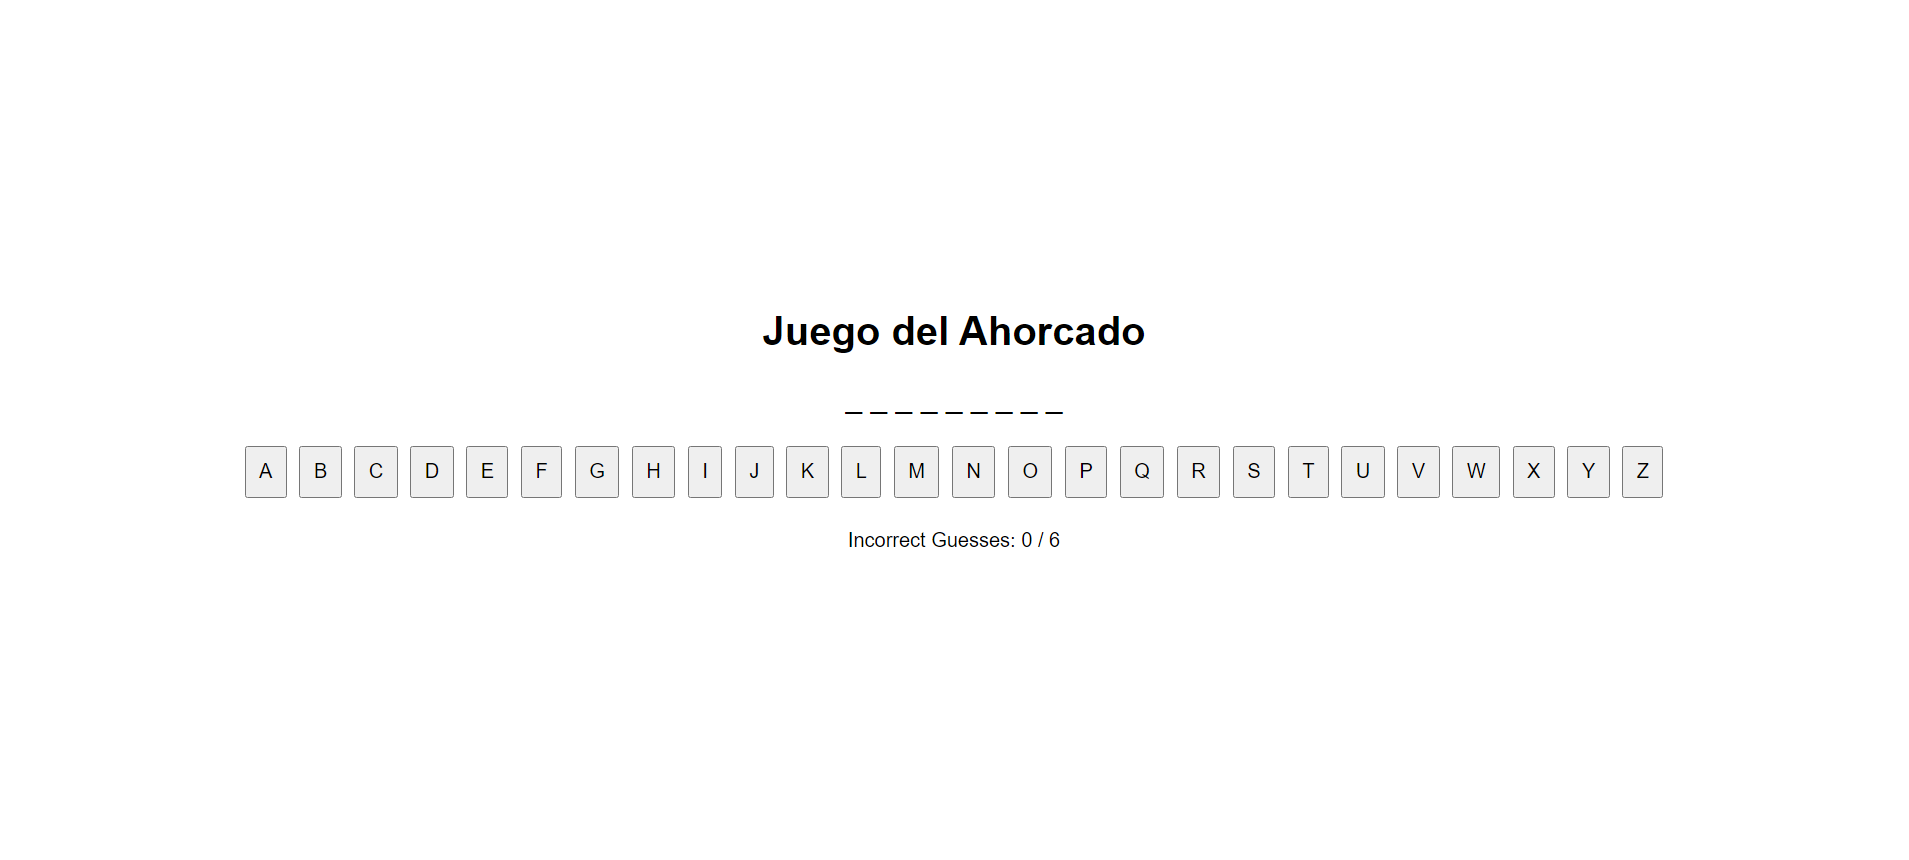 Juego del Ahorcado
_ _ _ _ _ _ _ _ _
A B C D E F G H I J K L M N O P Q R S T U V W X Y Z
Incorrect Guesses: 0 / 6